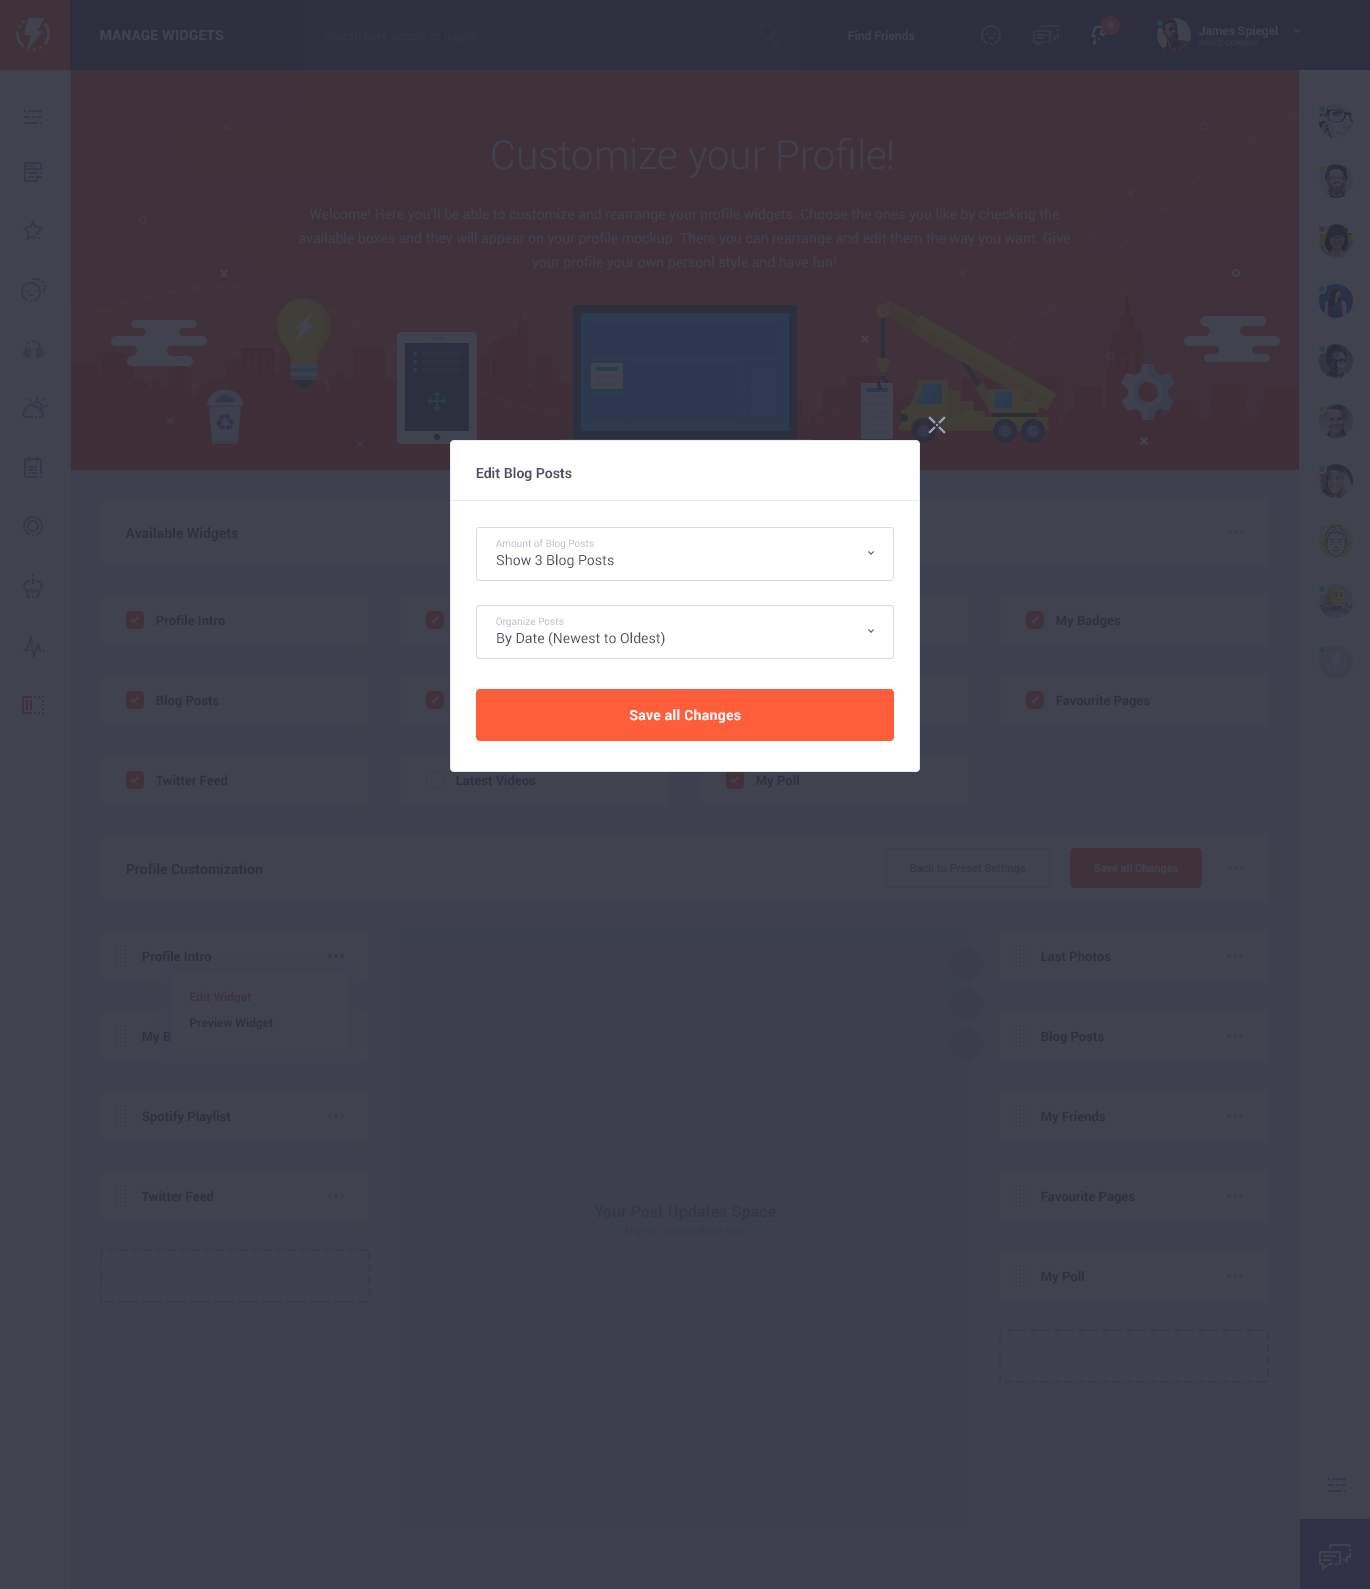 MANAGE WIDGETS
Search here people or pages...
Find Friends
James Spiegel
SPACE COWBOY
Customize your Profile!
Welcome! Here you'll be able to customize and rearrange your profile widgets. Choose the ones you like by checking the
available boxes and they will appear on your profile mockup. There you can rearrange and edit them the way you want. Give
your profile your own personl style and have fun!
Edit Blog Posts
Amount of Blog Posts
Show 3 Blog Posts
Organize Posts
By Date (Newest to Oldest)
Save all Changes
Available Widgets
Profile Intro
My Badges
Blog Posts
Favourite Pages
Twitter Feed
Latest Videos
My Poll
Profile Customization
Back to Preset Settings
Save all Changes
Profile Intro
Edit Widget
Preview Widget
My B
Spotify Playlist
Twitter Feed
Your Post Updates Space
Last Photos
Blog Posts
My Friends
Favourite Pages
My Poll